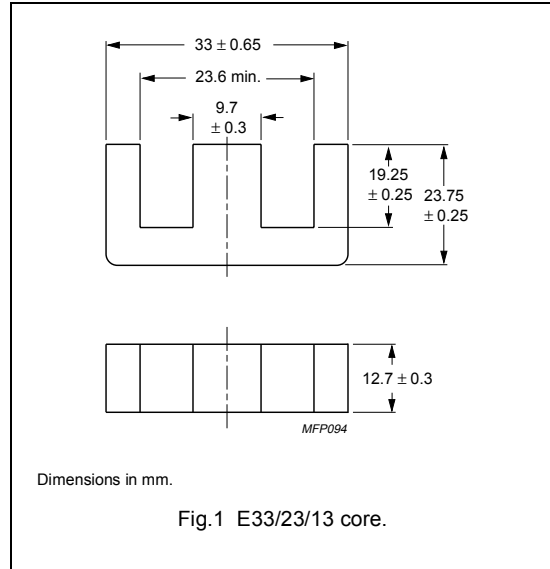 33 ± 0.65
23.6 min.
9.7
± 0.3
19.25
± 0.25
23.75
± 0.25
12.7 ± 0.3
MFP094
Dimensions in mm.
Fig.1 E33/23/13 core.